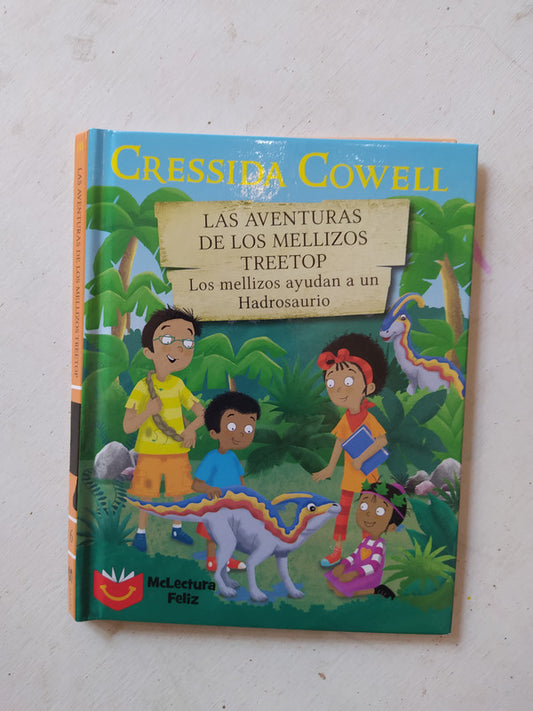 CRESSIDA COWELL
LAS AVENTURAS
DE LOS MELLIZOS
TREETOP
Los mellizos ayudan a un
Hadrosaurio
McLectura
Feliz
LAS AVENTURAS DE LOS MELLIZOS TREETOP
6